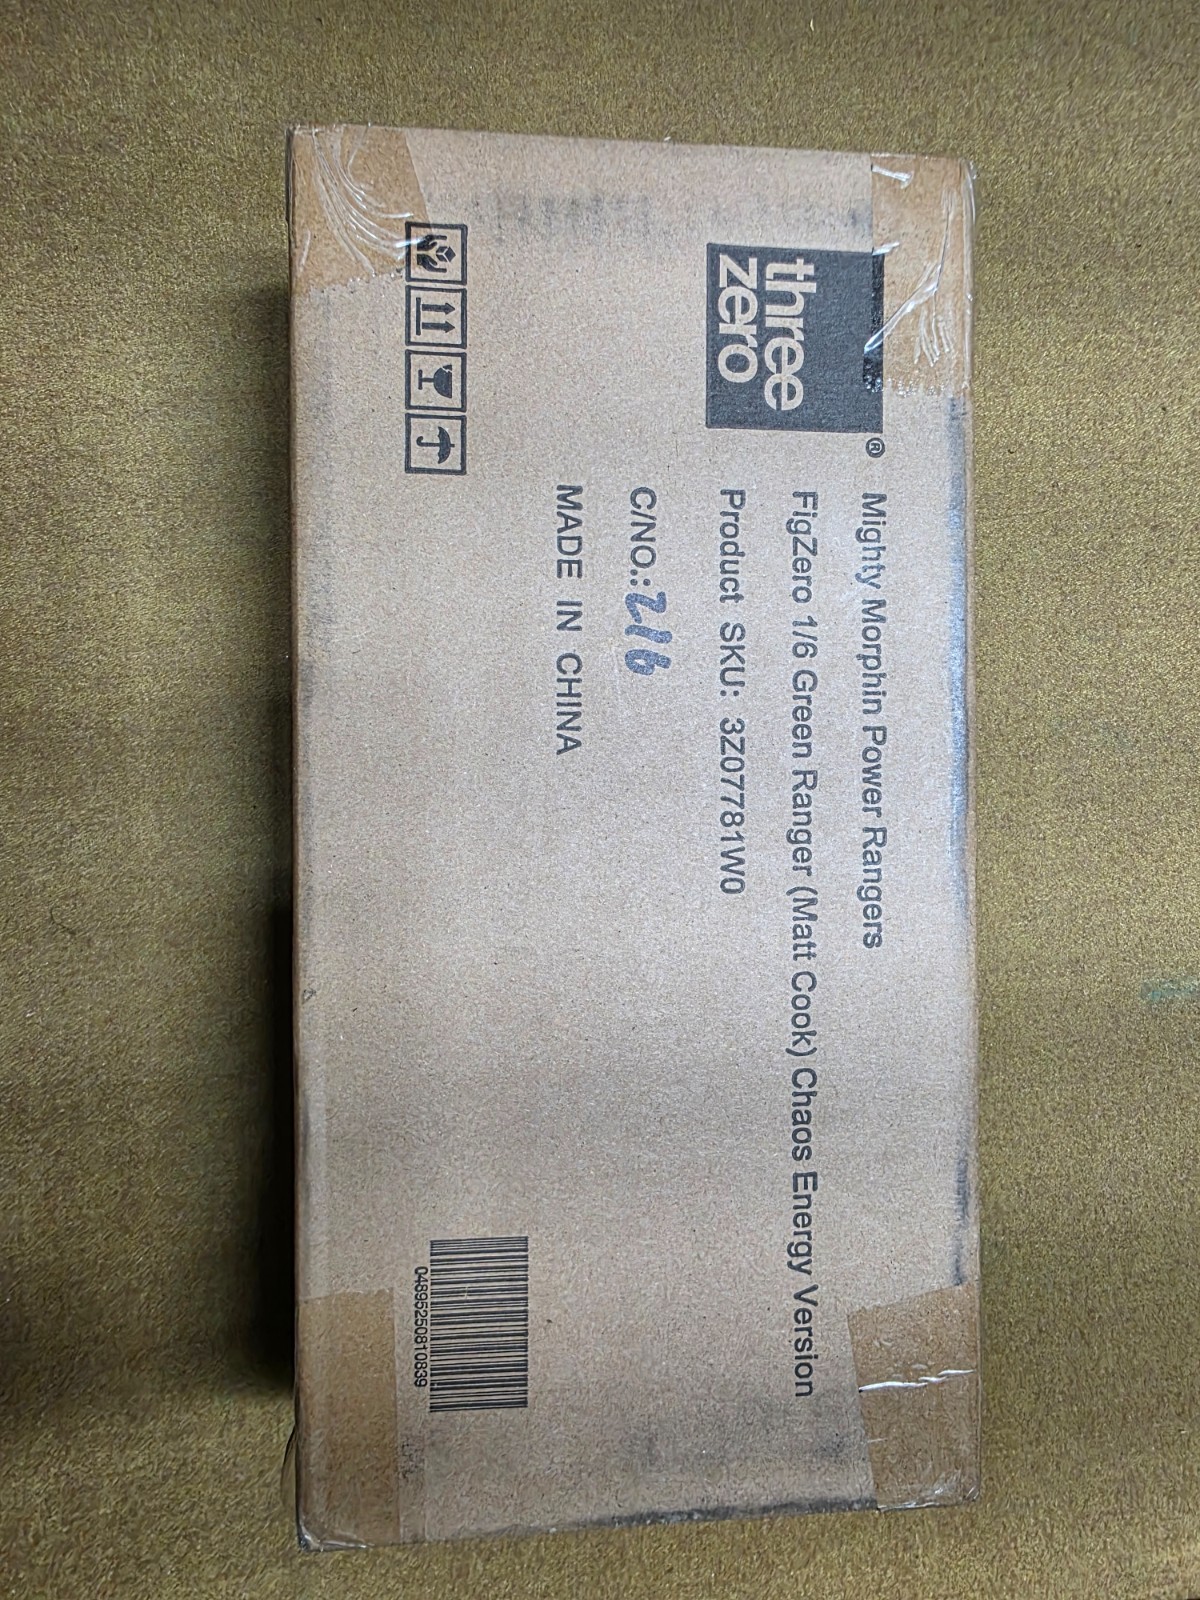 three
zero
®
Mighty Morphin Power Rangers
FigZero 1/6 Green Ranger (Matt Cook) Chaos Energy Version
Product SKU: 3Z07781W0
C/NO.: 216
MADE IN CHINA
04895250810839